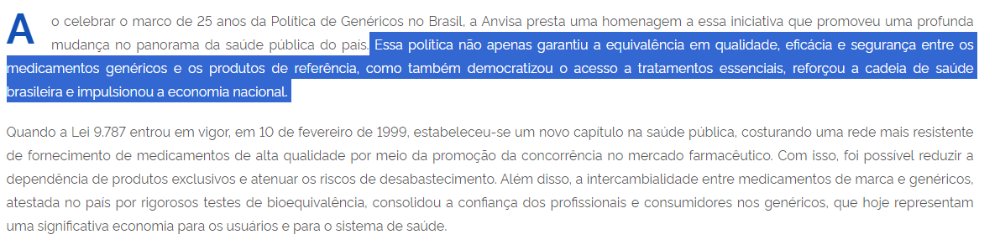 Ao celebrar o marco de 25 anos da Política de Genéricos no Brasil, a Anvisa presta uma homenagem a essa iniciativa que promoveu uma profunda
mudança no panorama da saúde pública do país. Essa política não apenas garantiu a equivalência em qualidade, eficácia e segurança entre os
medicamentos genéricos e os produtos de referência, como também democratizou o acesso a tratamentos essenciais, reforçou a cadeia de saúde
brasileira e impulsionou a economia nacional.
Quando a Lei 9.787 entrou em vigor, em 10 de fevereiro de 1999, estabeleceu-se um novo capítulo na saúde pública, costurando uma rede mais resistente
de fornecimento de medicamentos de alta qualidade por meio da promoção da concorrência no mercado farmacêutico. Com isso, foi possível reduzir a
dependência de produtos exclusivos e atenuar os riscos de desabastecimento. Além disso, a intercambialidade entre medicamentos de marca e genéricos,
atestada no país por rigorosos testes de bioequivalência, consolidou a confiança dos profissionais e consumidores nos genéricos, que hoje representam
uma significativa economia para os usuários e para o sistema de saúde.